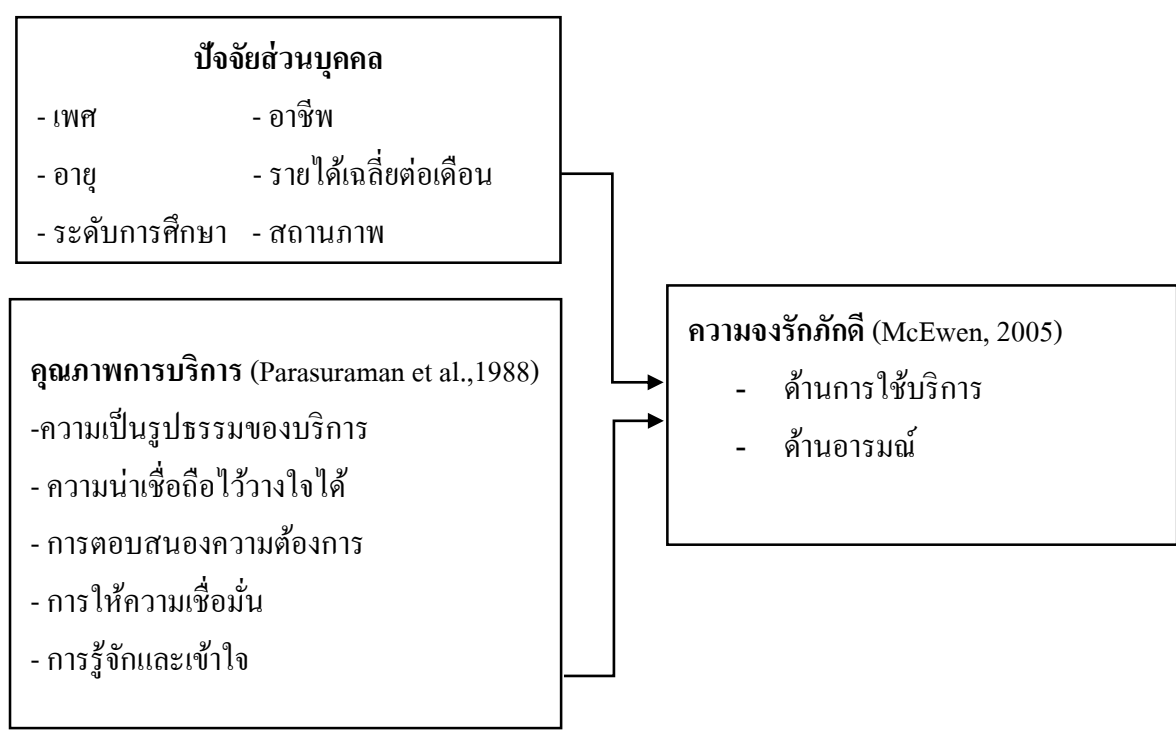 ปัจจัยส่วนบุคคล
- เพศ - อาชีพ
- อายุ - รายได้เฉลี่ยต่อเดือน
- ระดับการศึกษา - สถานภาพ
คุณภาพการบริการ (Parasuraman et al.,1988)
-ความเป็นรูปธรรมของบริการ
- ความน่าเชื่อถือไว้วางใจได้
- การตอบสนองความต้องการ
- การให้ความเชื่อมั่น
- การรู้จักและเข้าใจ
ความจงรักภักดี (McEwen, 2005)
- ด้านการใช้บริการ
- ด้านอารมณ์